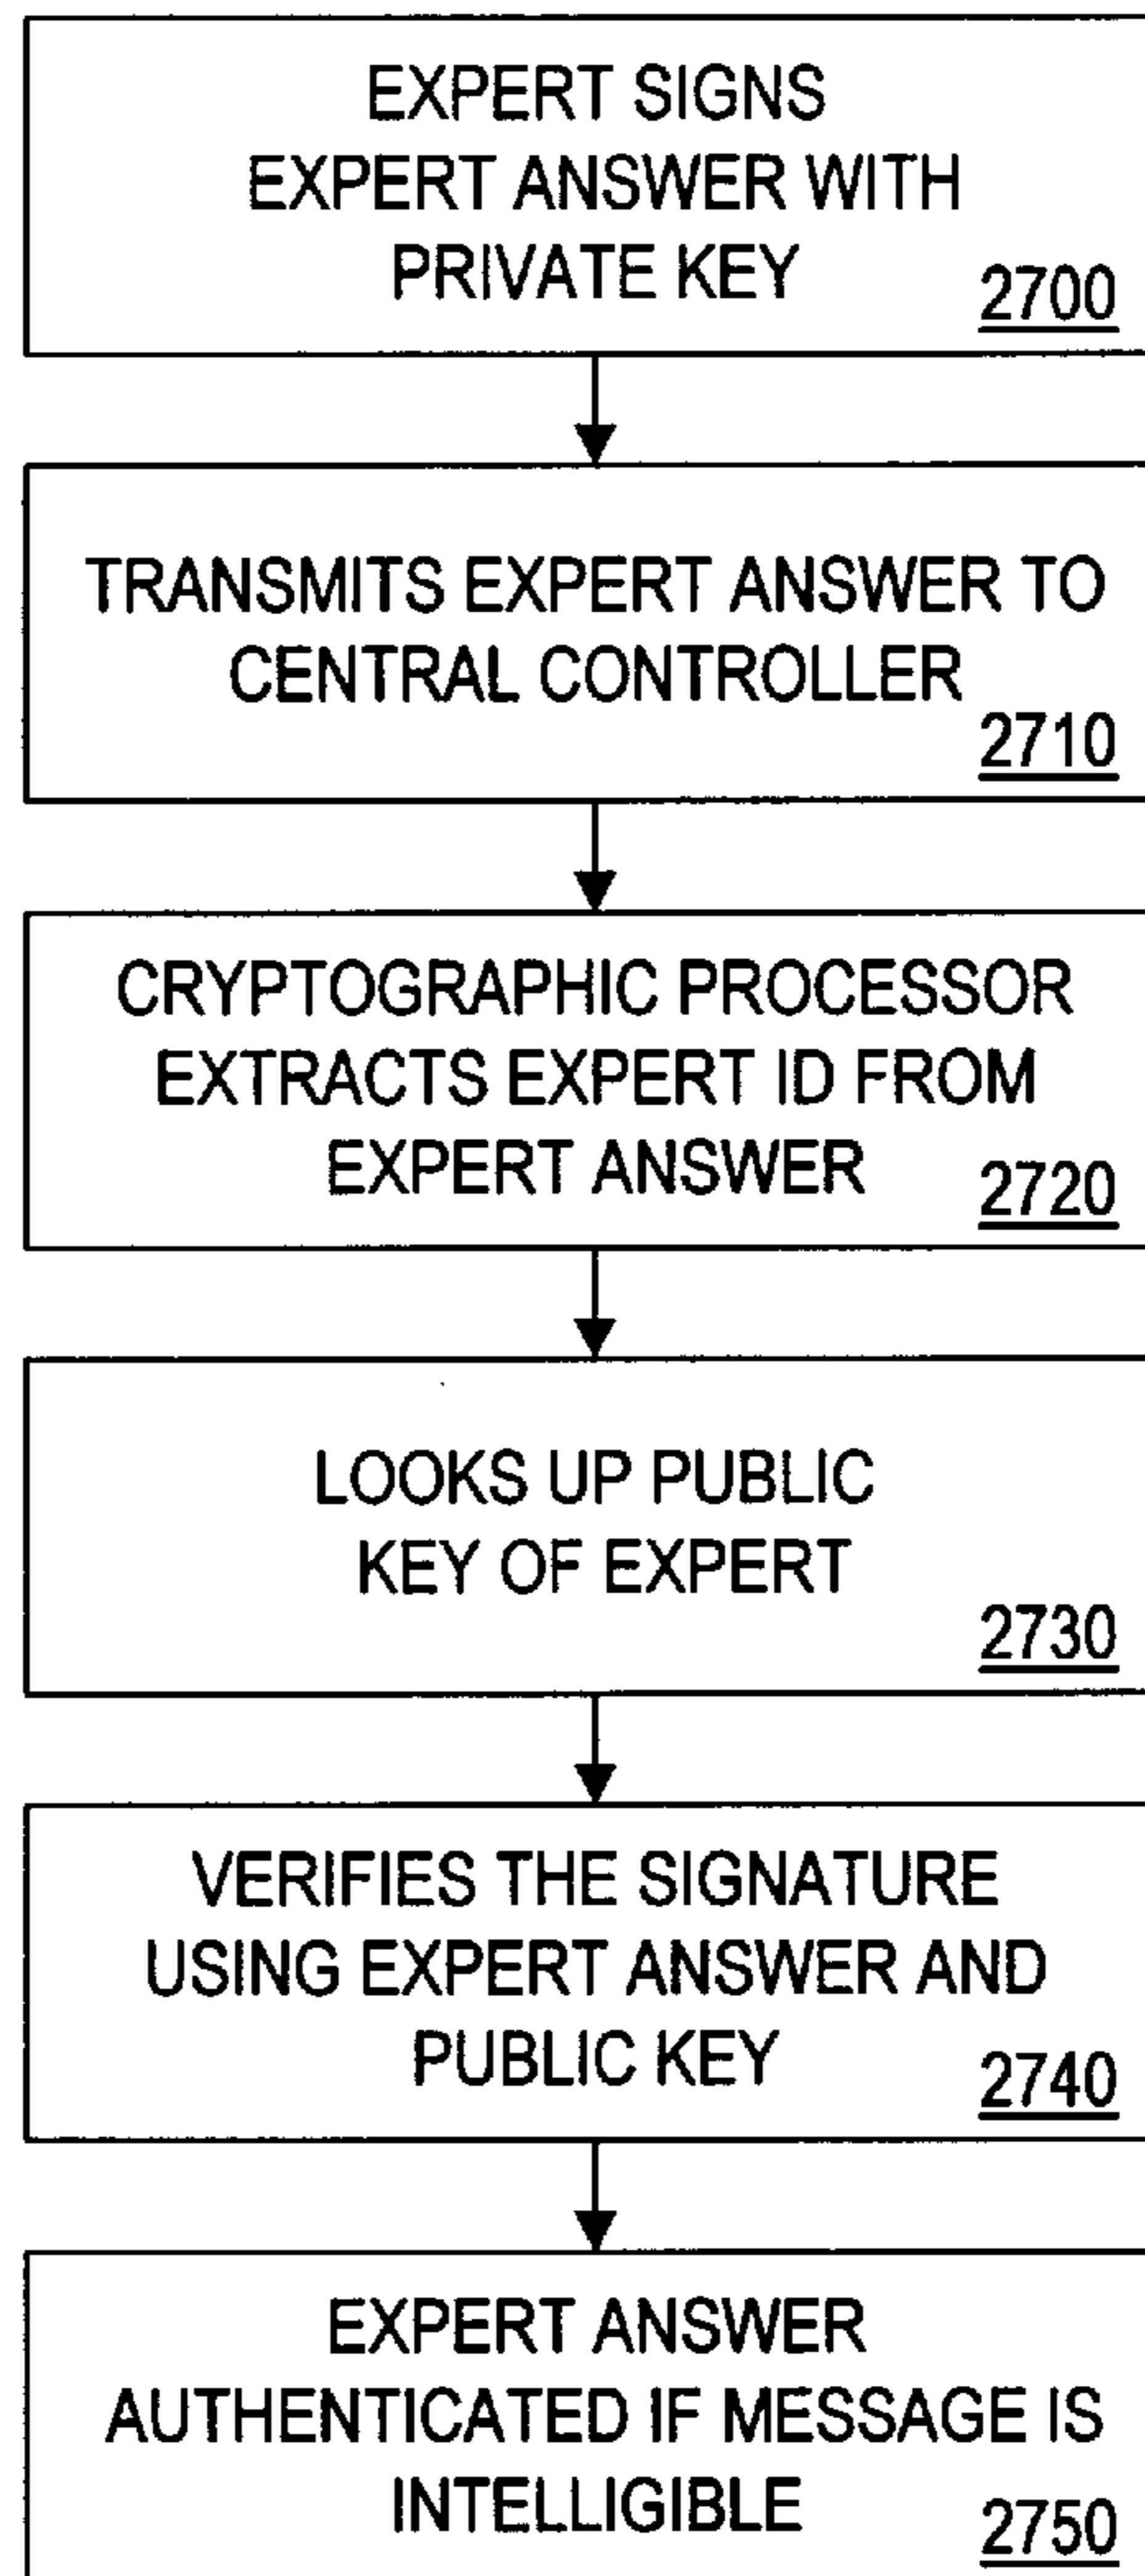 EXPERT SIGNS
EXPERT ANSWER WITH
PRIVATE KEY
2700
TRANSMITS EXPERT ANSWER TO
CENTRAL CONTROLLER
2710
CRYPTOGRAPHIC PROCESSOR
EXTRACTS EXPERT ID FROM
EXPERT ANSWER
2720
LOOKS UP PUBLIC
KEY OF EXPERT
2730
VERIFIES THE SIGNATURE
USING EXPERT ANSWER AND
PUBLIC KEY
2740
EXPERT ANSWER
AUTHENTICATED IF MESSAGE IS
INTELLIGIBLE
2750